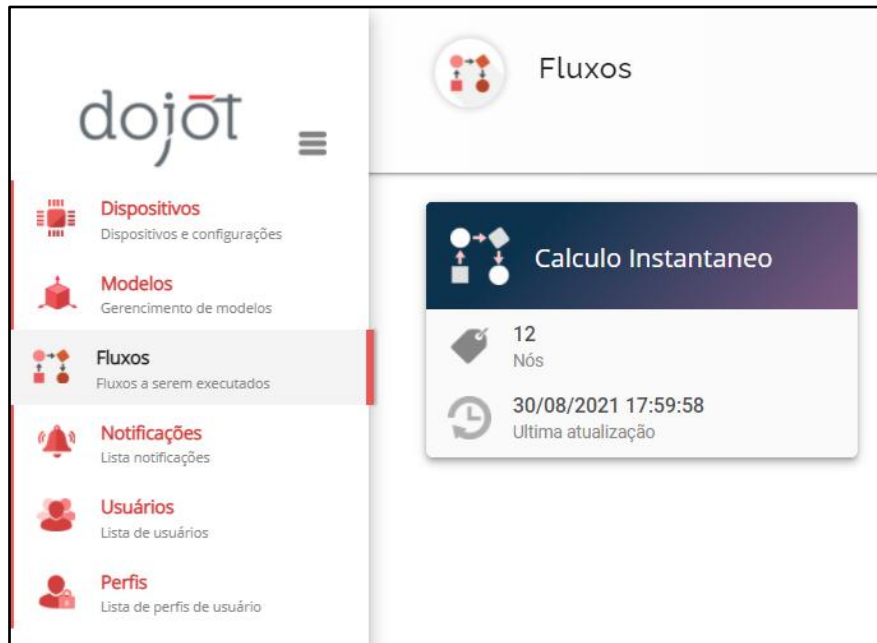 dojot
Dispositivos
Dispositivos e configurações
Modelos
Gerencimento de modelos
Fluxos
Fluxos a serem executados
Notificações
Lista notificações
Usuários
Lista de usuários
Perfis
Lista de perfis de usuário
Fluxos
Calculo Instantaneo
12
Nós
30/08/2021 17:59:58
Ultima atualização